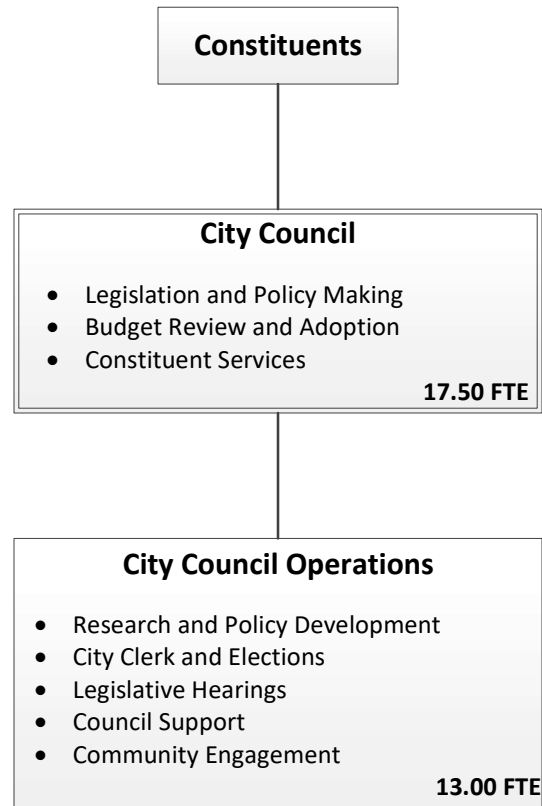 Constituents
City Council
• Legislation and Policy Making
• Budget Review and Adoption
• Constituent Services
17.50 FTE
City Council Operations
• Research and Policy Development
• City Clerk and Elections
• Legislative Hearings
• Council Support
• Community Engagement
13.00 FTE